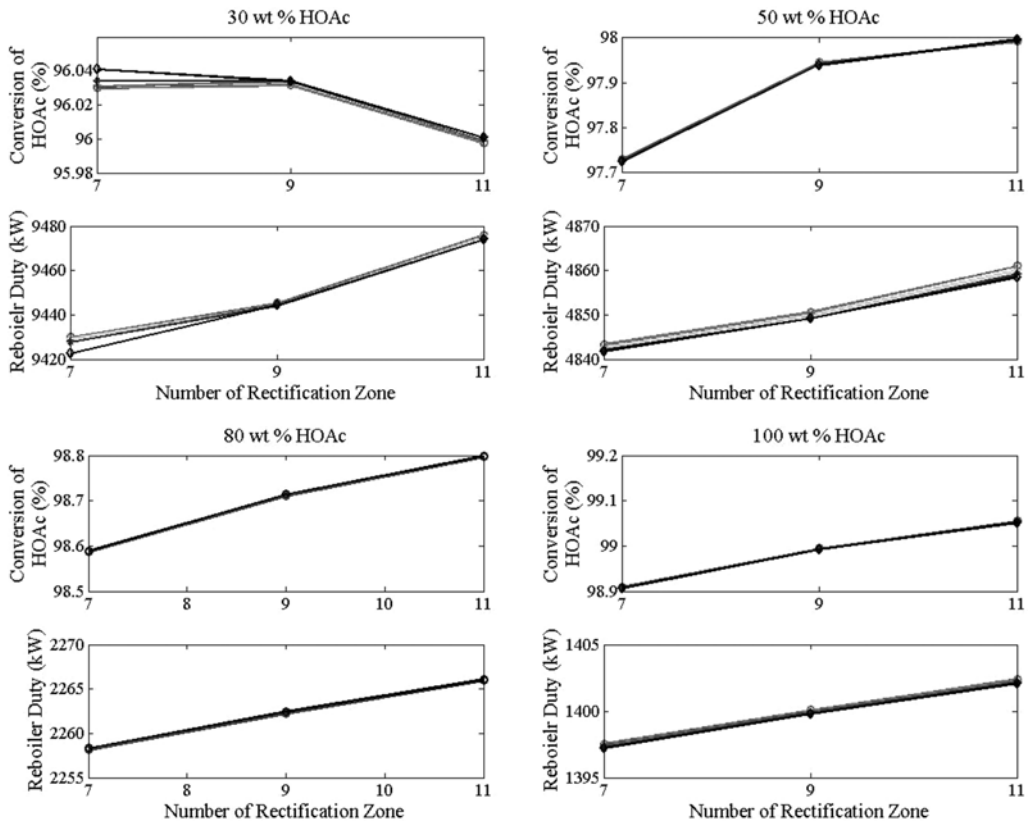 30 wt % HOAc
Conversion of
HOAc (%)
96.04
96.02
96
95.98
7
9
11
Reboielr Duty (kW)
9480
9460
9440
9420
7
9
11
Number of Rectification Zone
50 wt % HOAc
Conversion of
HOAc (%)
98
97.9
97.8
97.7
7
9
11
Reboielr Duty (kW)
4870
4860
4850
4840
7
9
11
Number of Rectification Zone
80 wt % HOAc
Conversion of
HOAc (%)
98.8
98.7
98.6
98.5
7
8
9
10
11
Reboiler Duty (kW)
2270
2265
2260
2255
7
8
9
10
11
Number of Rectification Zone
100 wt % HOAc
Conversion of
HOAc (%)
99.2
99.1
99
98.9
7
9
11
Reboielr Duty (kW)
1405
1400
1395
7
9
11
Number of Rectification Zone